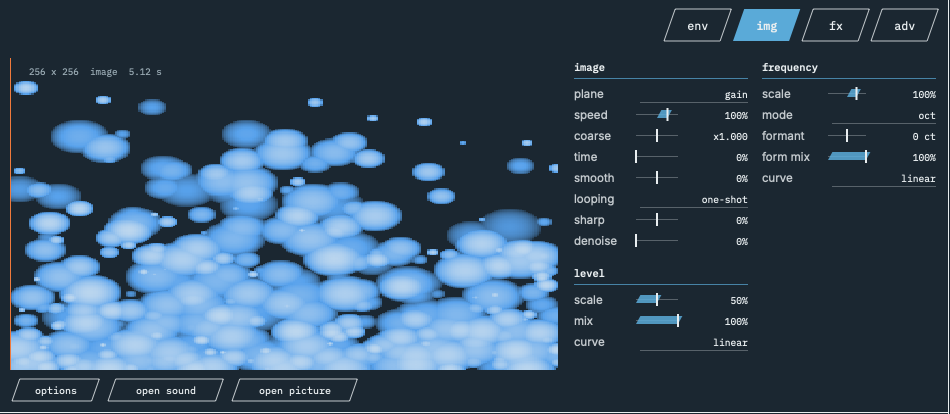 env img fx adv
256 x 256 image 5.12 s
image
plane gain
speed 100%
coarse x1.000
time 0%
smooth 0%
looping one-shot
sharp 0%
denoise 0%
level
scale 50%
mix 100%
curve linear
frequency
scale 100%
mode oct
formant 0 ct
form mix 100%
curve linear
options open sound open picture